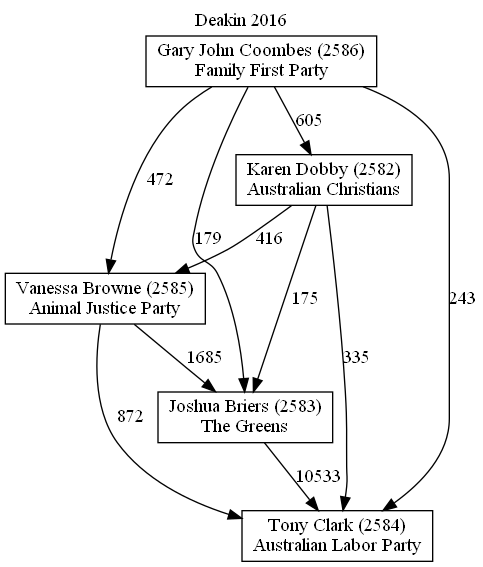 Deakin 2016
Gary John Coombes (2586)
Family First Party
605
Karen Dobby (2582)
Australian Christians
472
179
416
Vanessa Browne (2585)
Animal Justice Party
175
243
335
1685
Joshua Briers (2583)
The Greens
872
10533
Tony Clark (2584)
Australian Labor Party